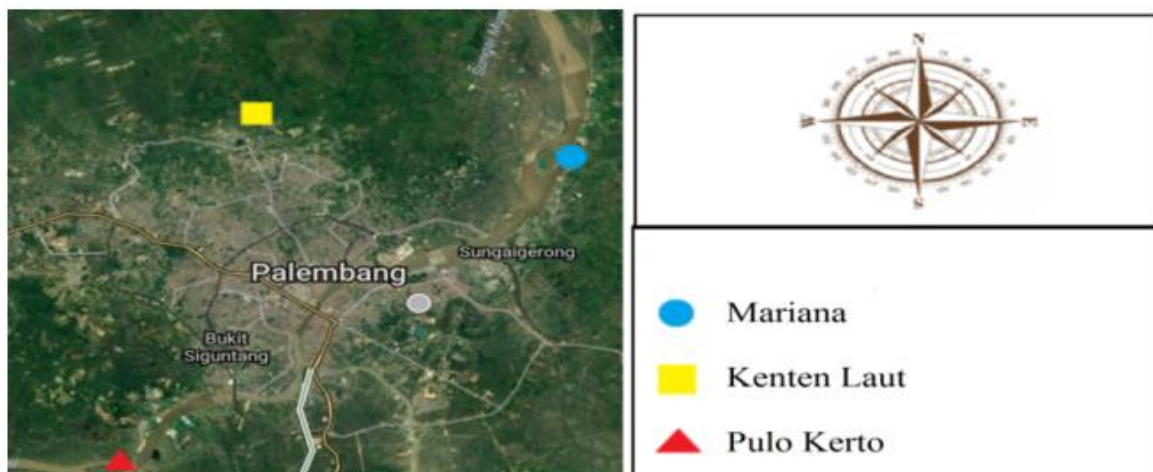 N
W
E
S
Palembang
Sungaigerong
Bukit
Siguntang
Mariana
Kenten Laut
Pulo Kerto